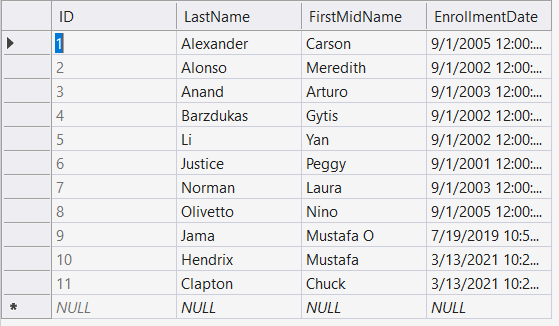 ID LastName FirstMidName EnrollmentDate
1 Alexander Carson 9/1/2005 12:00:...
2 Alonso Meredith 9/1/2002 12:00:...
3 Anand Arturo 9/1/2003 12:00:...
4 Barzdukas Gytis 9/1/2002 12:00:...
5 Li Yan 9/1/2002 12:00:...
6 Justice Peggy 9/1/2001 12:00:...
7 Norman Laura 9/1/2003 12:00:...
8 Olivetto Nino 9/1/2005 12:00:...
9 Jama Mustafa O 7/19/2019 10:5...
10 Hendrix Mustafa 3/13/2021 10:2...
11 Clapton Chuck 3/13/2021 10:2...
* NULL NULL NULL NULL